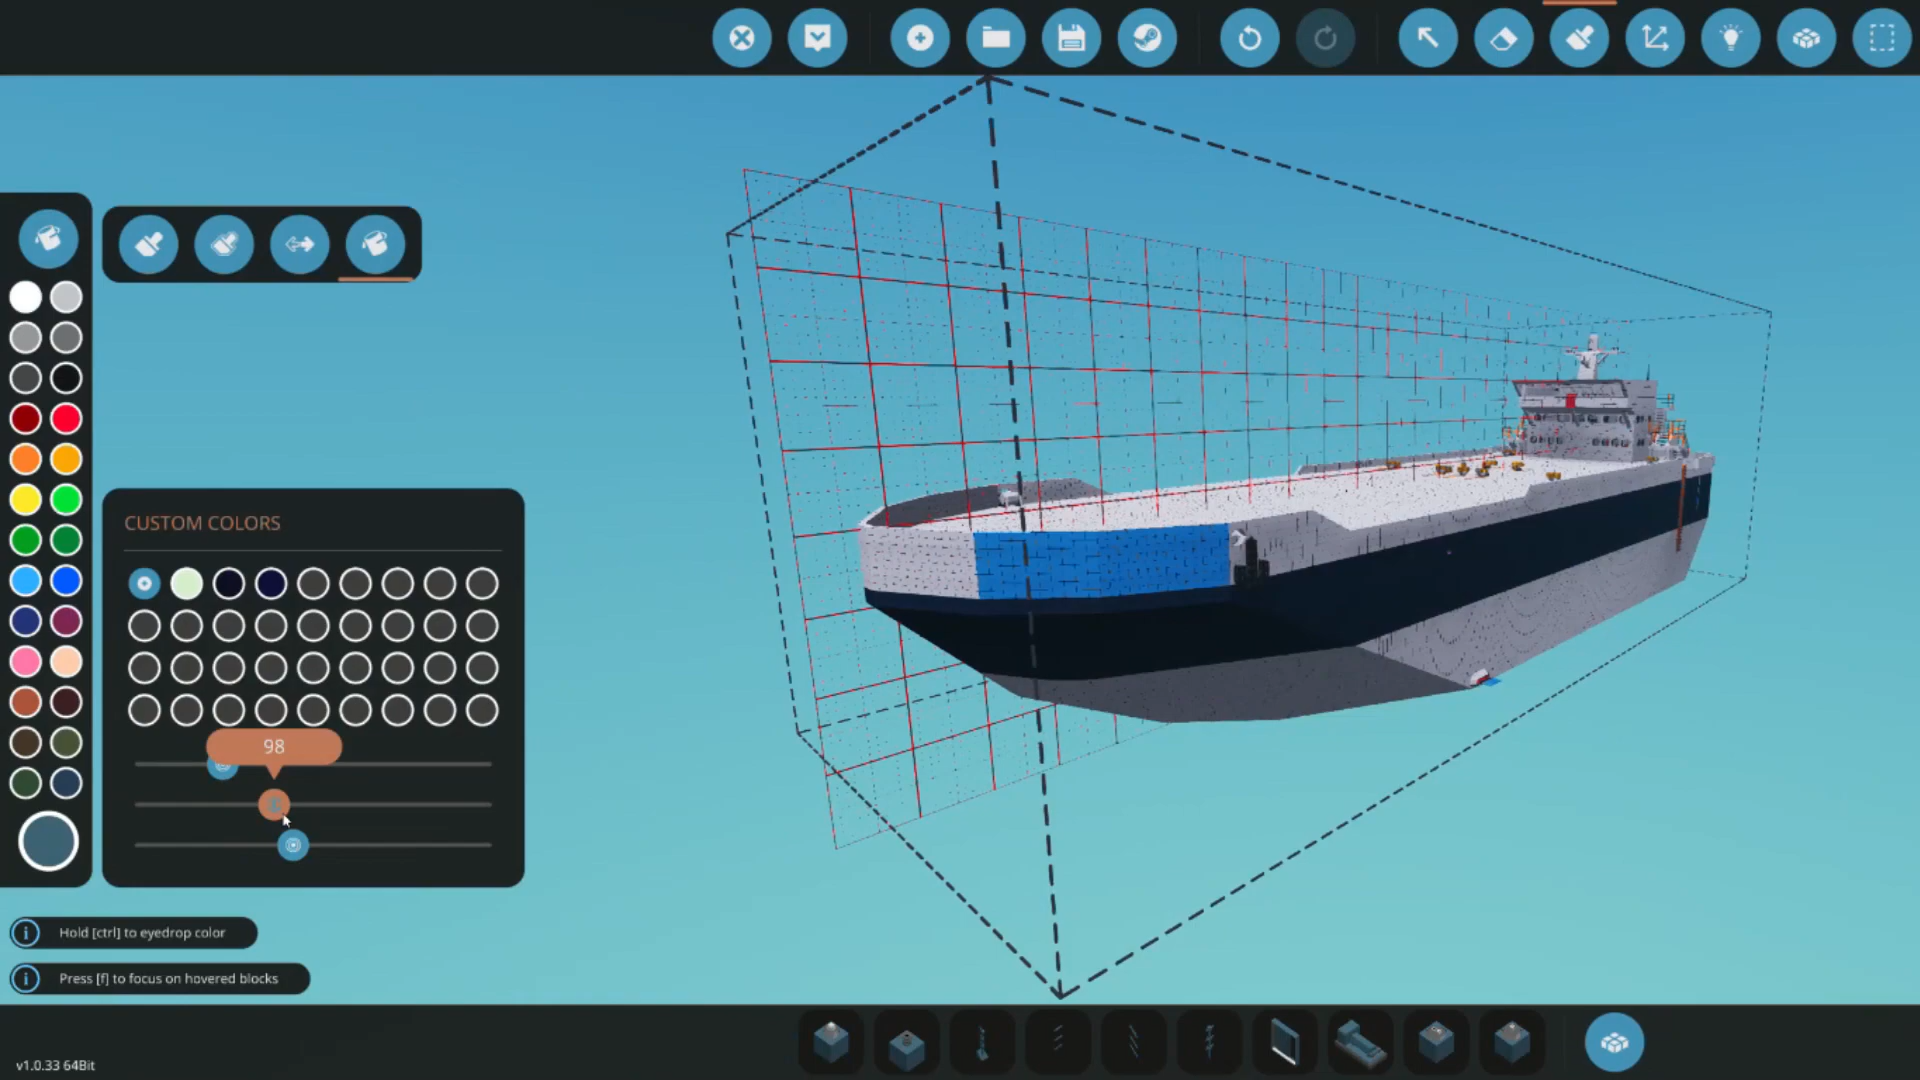 CUSTOM COLORS
98
Hold [ctrl] to eyedrop color
Press [f] to focus on hovered blocks
v1.0.33 64Bit